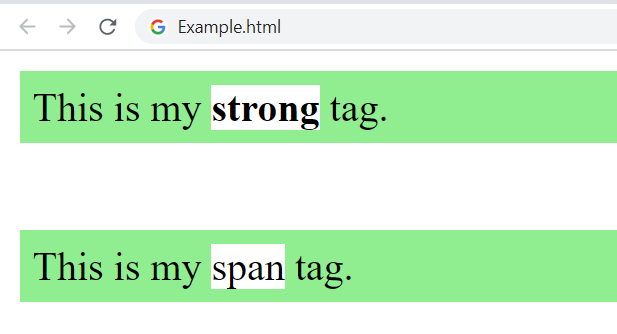 Example.html
This is my strong tag.
This is my span tag.